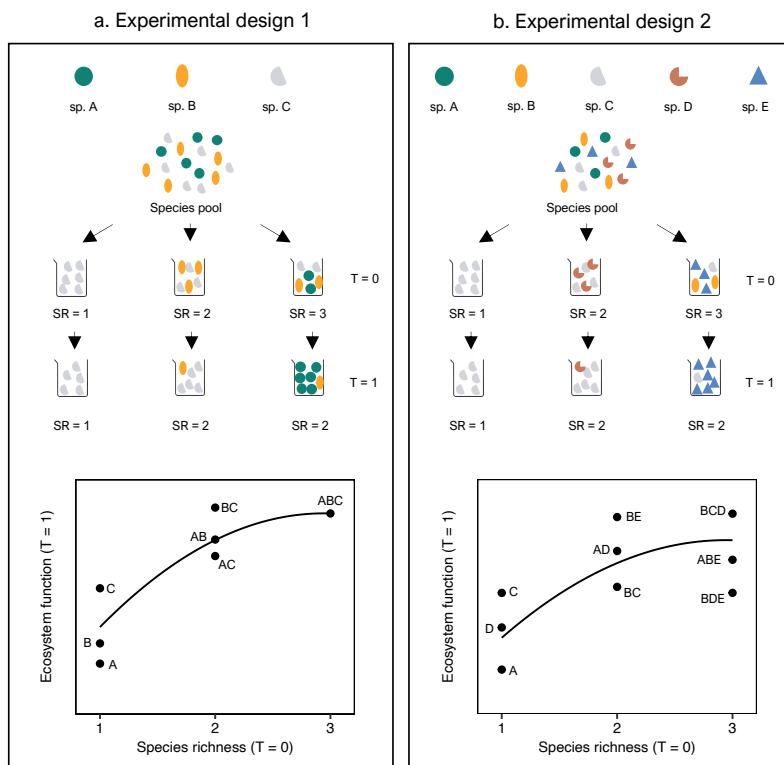 a. Experimental design 1
sp. A
sp. B
sp. C
Species pool
T = 0
SR = 1
SR = 2
SR = 3
T = 1
SR = 1
SR = 2
SR = 2
Ecosystem function (T = 1)
C
B
A
BC
AB
AC
ABC
1
2
3
Species richness (T = 0)
b. Experimental design 2
sp. A
sp. B
sp. C
sp. D
sp. E
Species pool
T = 0
SR = 1
SR = 2
SR = 3
T = 1
SR = 1
SR = 2
SR = 2
Ecosystem function (T = 1)
C
D
A
BE
AD
BC
BCD
ABE
BDE
1
2
3
Species richness (T = 0)